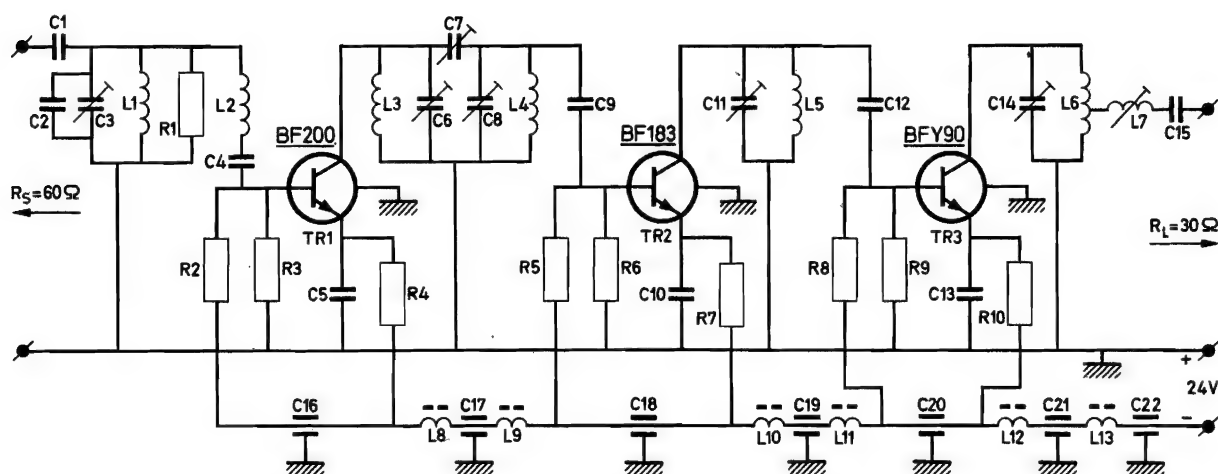 C1
C2
C3
L1
R1
L2
C4
RS=60Ω
BF200
TR1
R2
R3
C5
R4
L3
C7
C6
C8
L4
C9
BF183
TR2
R5
R6
C10
R7
C11
L5
C12
BFY90
TR3
R8
R9
C13
R10
C14
L6
L7
C15
RL=30Ω
+
24V
-
C16
L8
C17
L9
C18
L10
C19
L11
C20
L12
C21
L13
C22